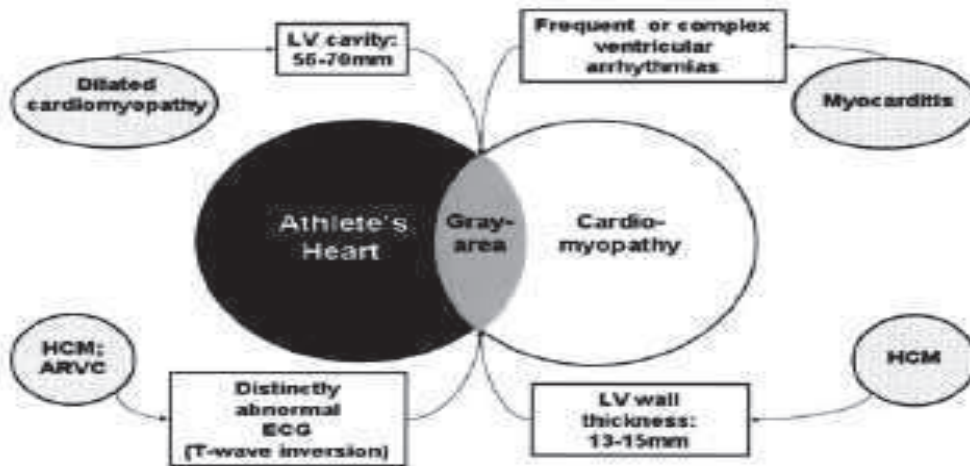 LV cavity:
56-70mm
Frequent or complex
ventricular
arrhythmias
Dilated
cardiomyopathy
Myocarditis
Athlete's
Heart
Gray-
area
Cardio-
myopathy
HCM;
ARVC
Distinctly
abnormal
ECG
(T-wave inversion)
LV wall
thickness:
13-15mm
HCM